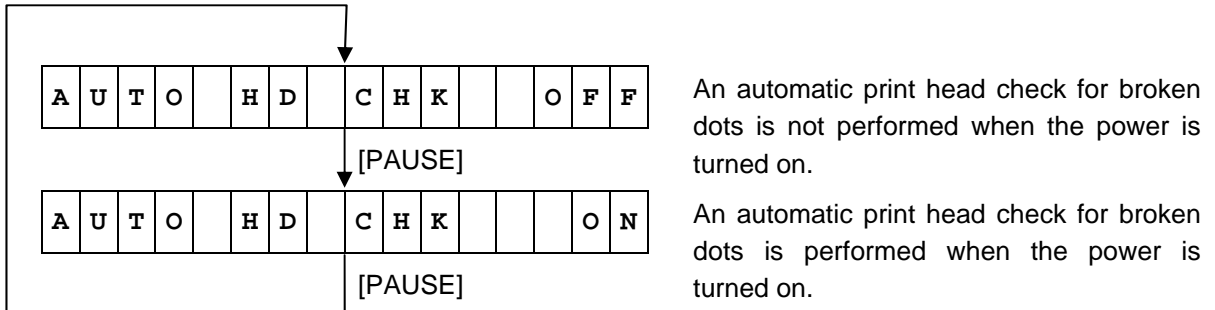 AUTO HD CHK  OFF
An automatic print head check for broken
dots is not performed when the power is
turned on.
[PAUSE]
AUTO HD CHK   ON
An automatic print head check for broken
dots is performed when the power is
turned on.
[PAUSE]